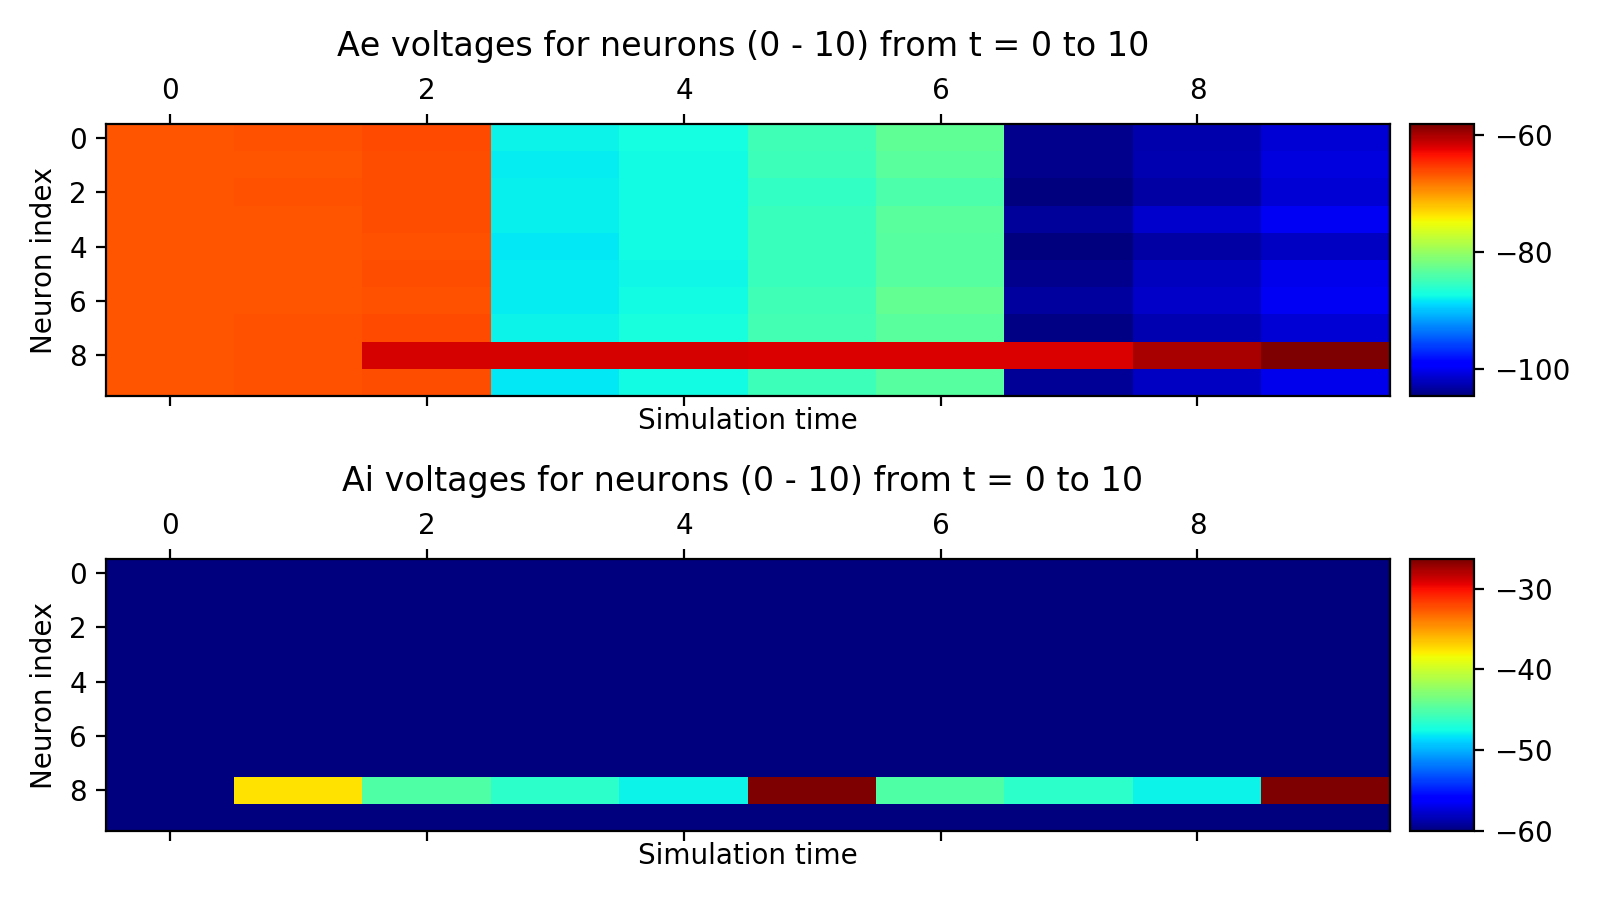 Ae voltages for neurons (0 - 10) from t = 0 to 10
0 2 4 6 8
Neuron index
0
2
4
6
8
−60
−80
−100
Simulation time
Ai voltages for neurons (0 - 10) from t = 0 to 10
0 2 4 6 8
Neuron index
0
2
4
6
8
−30
−40
−50
−60
Simulation time